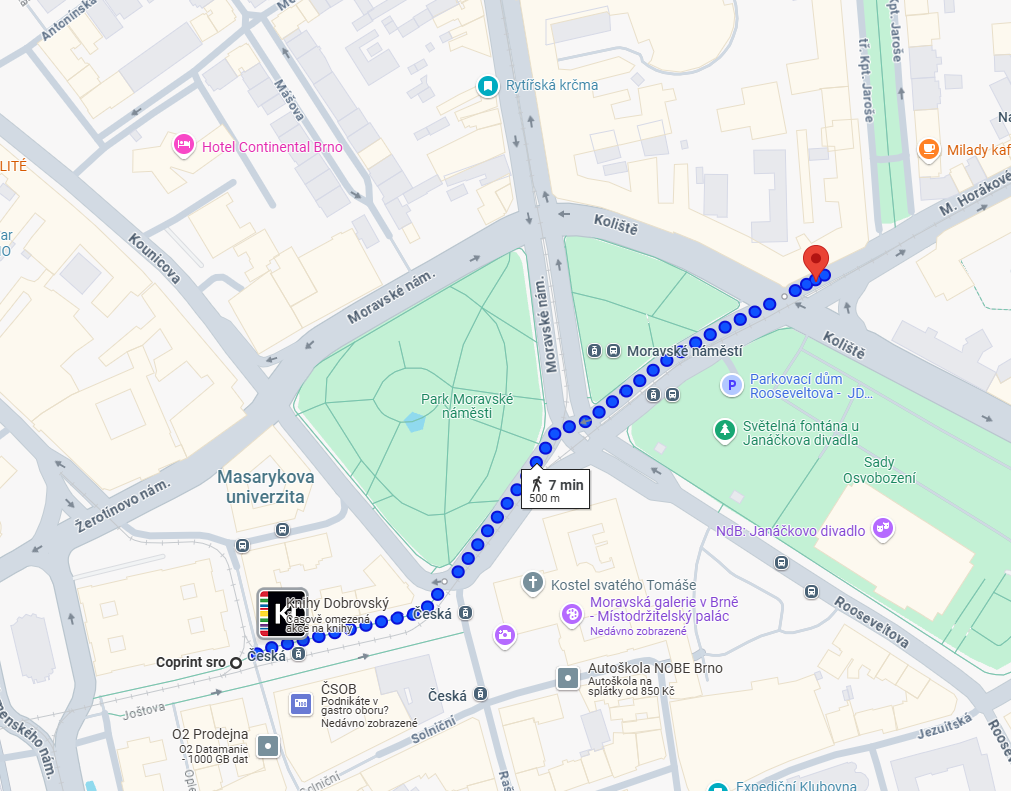 Antonínská
Mášova
Rytířská krčma
Kpt. Jaroše
tř. Kpt. Jaroše
Hotel Continental Brno
Milady kaf
LITÉ
M. Horákové
Kounicova
Koliště
Moravské nám.
Moravské nám.
Moravské náměstí
Koliště
Parkovací dům
Rooseveltova - JD...
Park Moravské
náměstí
Světelná fontána u
Janáčkova divadla
Sady
Osvobození
Masarykova
univerzita
7 min
500 m
Žerotínovo nám.
NdB: Janáčkovo divadlo
Kostel svatého Tomáše
Knihy Dobrovský
Časově omezená
akce na knihy
Česká
Moravská galerie v Brně
- Místodržitelský palác
Nedávno zobrazené
Rooseveltova
Coprint sro
Česká
Autoškola NOBE Brno
Autoškola na
splátky od 850 Kč
ČSOB
Podnikáte v
gastro oboru?
Nedávno zobrazené
Česká
Joštova
Solniční
Jezuitská
O2 Prodejna
O2 Datamanie
- 1000 GB dat
Solniční
Expediční Klubovna